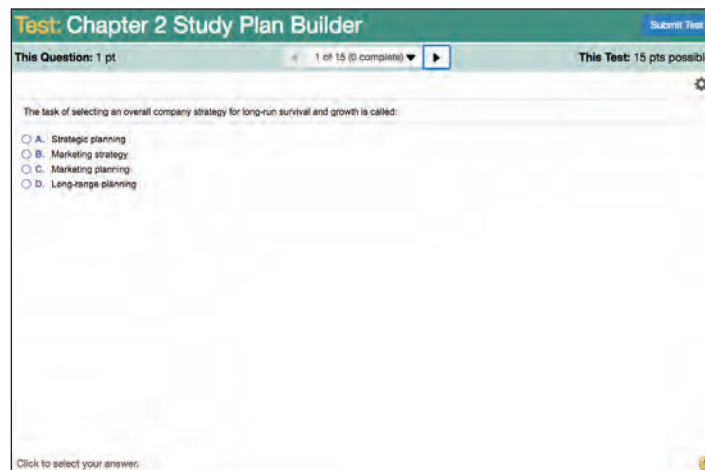 Test: Chapter 2 Study Plan Builder
Submit Test
This Question: 1 pt
1 of 15 (0 complete)
This Test: 15 pts possibl
The task of selecting an overall company strategy for long-run survival and growth is called:
A. Strategic planning
B. Marketing strategy
C. Marketing planning
D. Long-range planning
Click to select your answer.